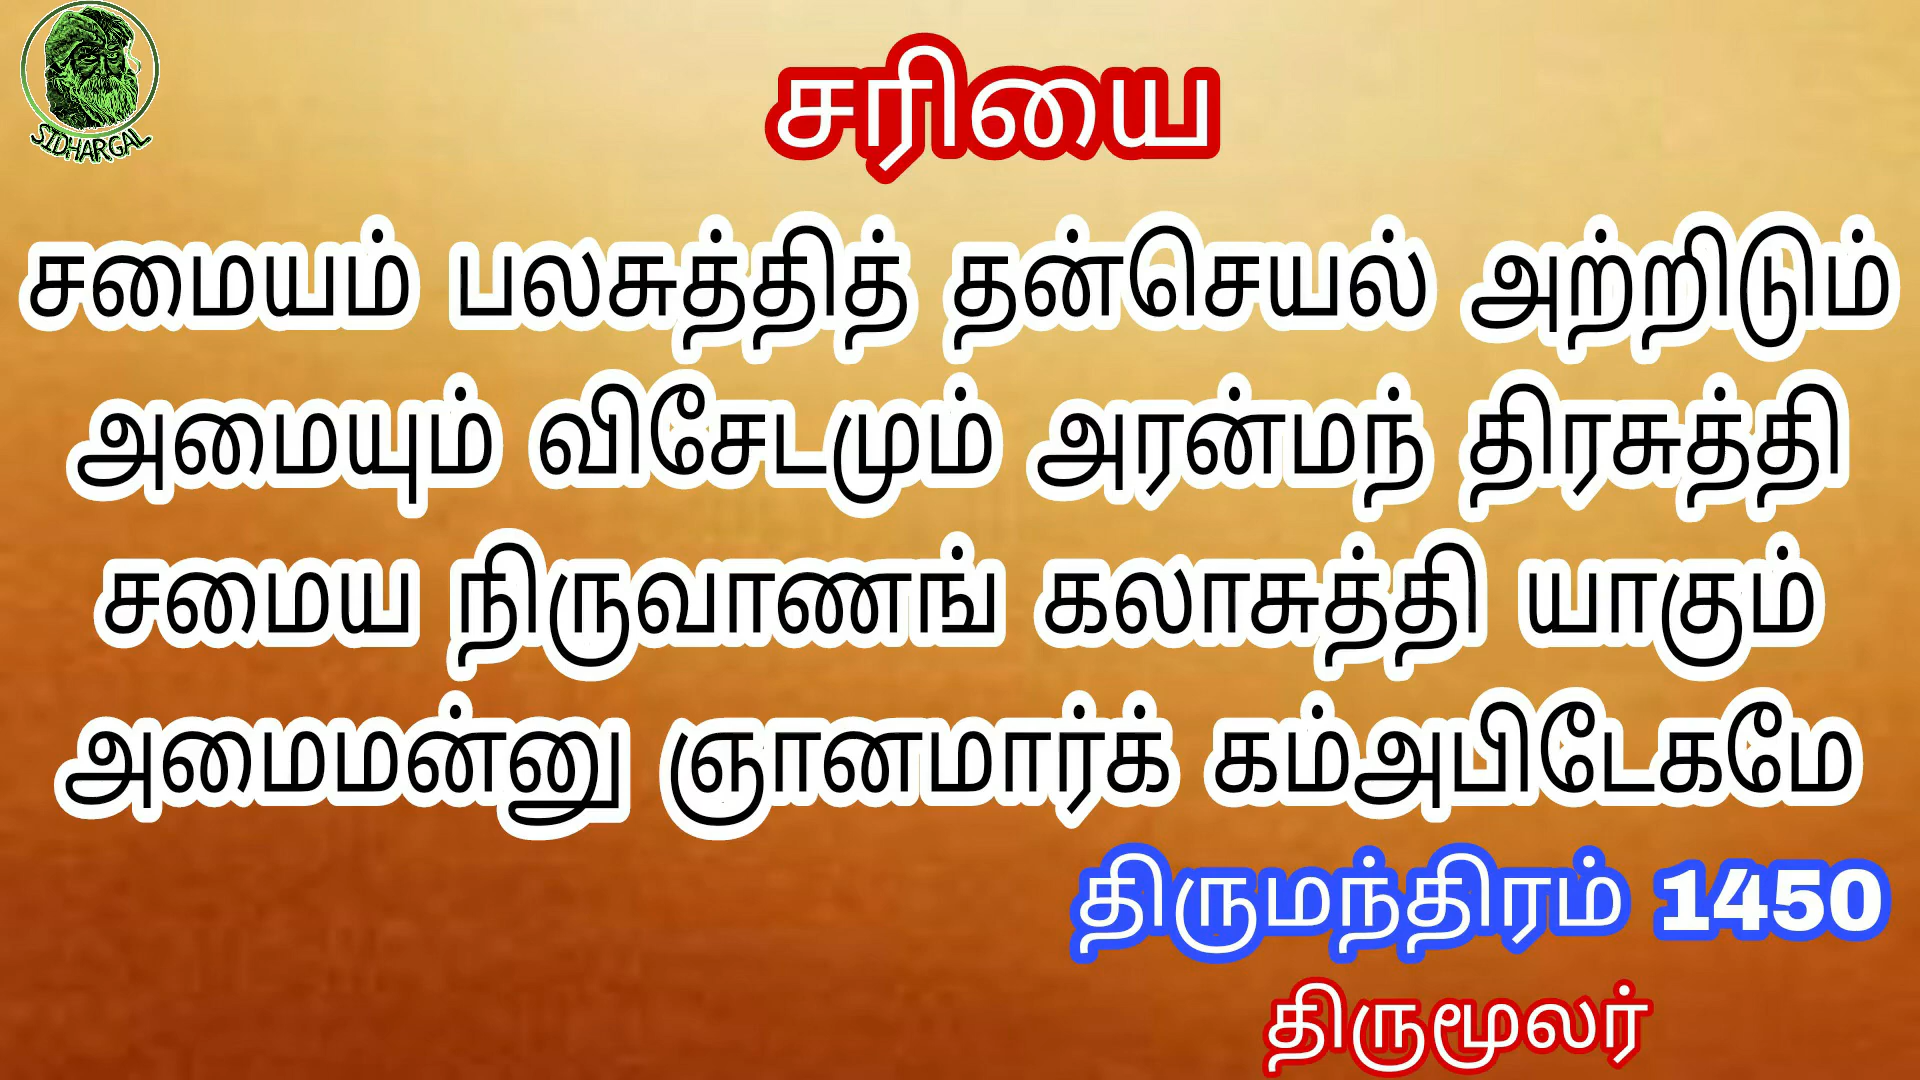 SIDHARGAL
சரியை
சமையம் பலசுத்தித் தன்செயல் அற்றிடும்
அமையும் விசேடமும் அரன்மந் திரசுத்தி
சமைய நிருவாணங் கலாசுத்தி யாகும்
அமைமன்னு ஞானமார்க் கம்அபிடேகமே
திருமந்திரம் 1450
திருமூலர்